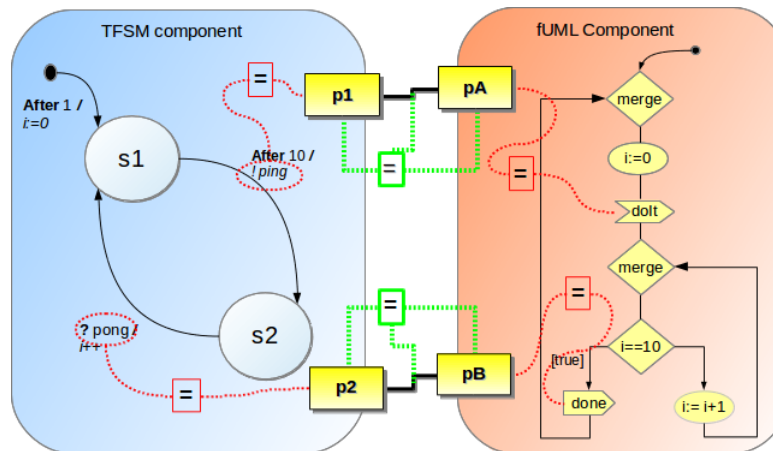 TFSM component
fUML Component
After 1 /
i:=0
=
p1
pA
merge
s1
After 10 /
! ping
=
i:=0
=
doIt
merge
=
=
? pong /
i++
s2
i==10
[true]
=
p2
pB
done
i:= i+1